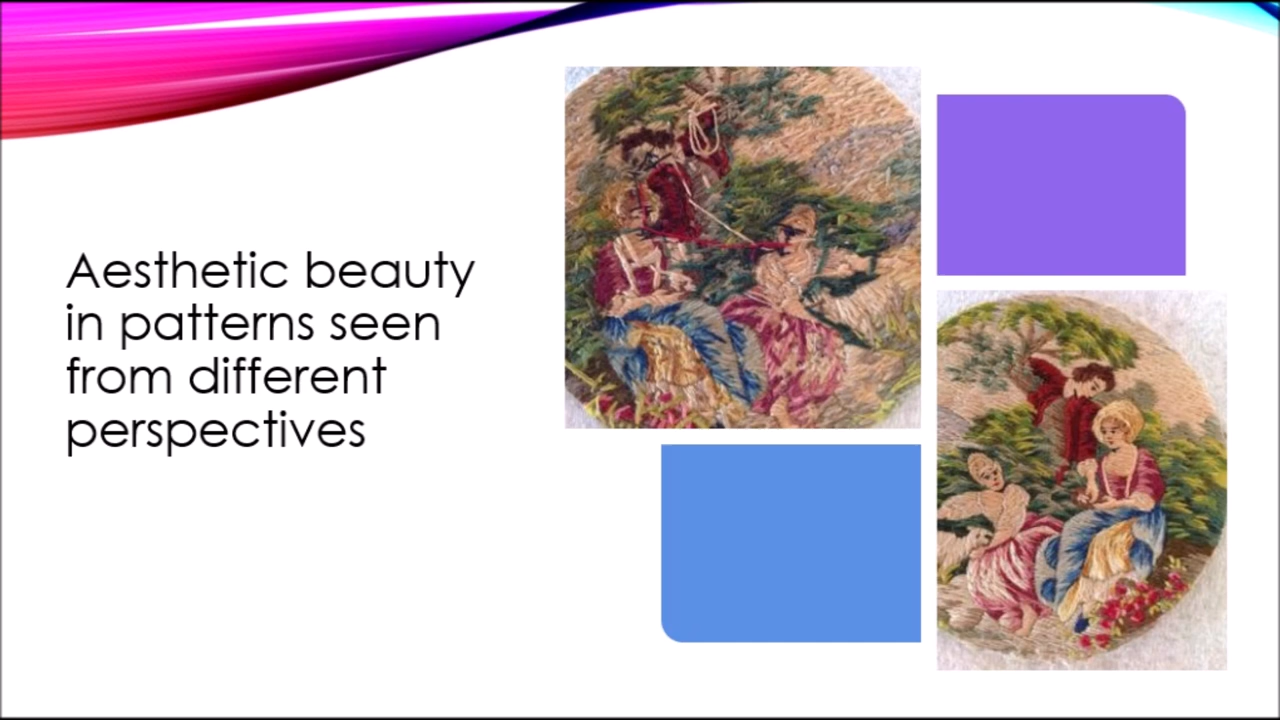 Aesthetic beauty
in patterns seen
from different
perspectives